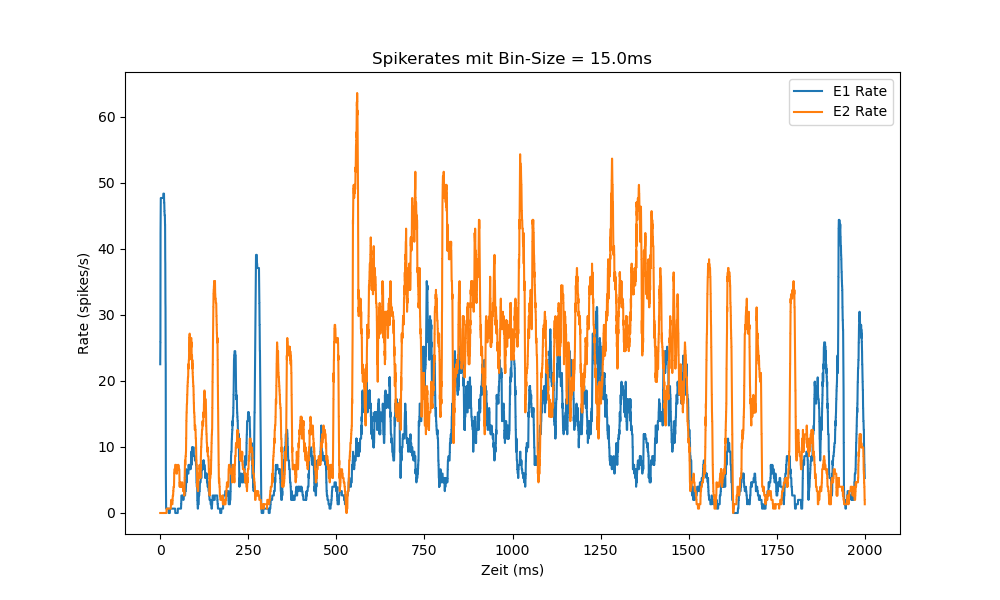 Spikerates mit Bin-Size = 15.0ms
E1 Rate
E2 Rate
Rate (spikes/s)
60
50
40
30
20
10
0
0 250 500 750 1000 1250 1500 1750 2000
Zeit (ms)